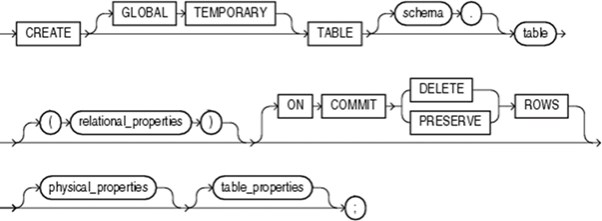 CREATE GLOBAL TEMPORARY TABLE schema . table
( relational_properties ) ON COMMIT DELETE PRESERVE ROWS
physical_properties table_properties ;